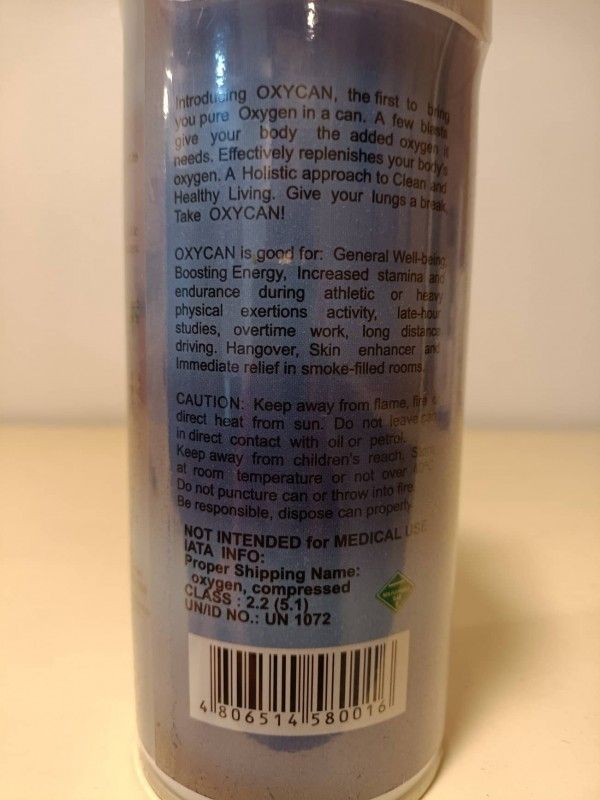 Introducing OXYCAN, the first to bring
you pure Oxygen in a can. A few blasts
give your body the added oxygen it
needs. Effectively replenishes your body's
oxygen. A Holistic approach to Clean and
Healthy Living. Give your lungs a break,
Take OXYCAN!
OXYCAN is good for: General Well-being
Boosting Energy, Increased stamina and
endurance during athletic or heavy
physical exertions activity, late-hour
studies, overtime work, long distance
driving. Hangover, Skin enhancer and
Immediate relief in smoke-filled rooms.
CAUTION: Keep away from flame, fire
direct heat from sun. Do not leave can
in direct contact with oil or petrol.
Keep away from children's reach. Store
at room temperature or not over
Do not puncture can or throw into fire
Be responsible, dispose can properly.
NOT INTENDED for MEDICAL USE
IATA INFO:
Proper Shipping Name:
oxygen, compressed
CLASS : 2.2 (5.1)
UN/ID NO.: UN 1072
4 806514 580016